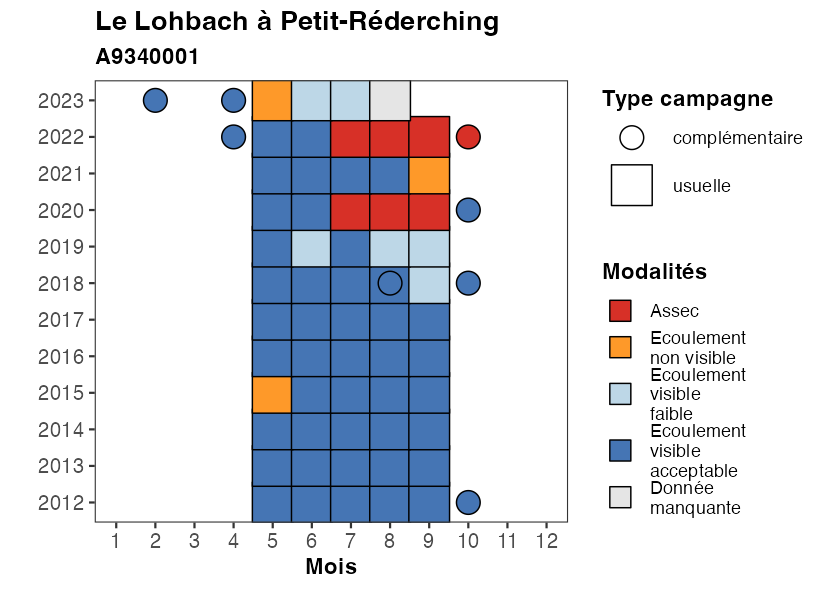 Le Lohbach à Petit-Réderching
A9340001
2023
2022
2021
2020
2019
2018
2017
2016
2015
2014
2013
2012
1 2 3 4 5 6 7 8 9 10 11 12
Mois
Type campagne
complémentaire
usuelle
Modalités
Assec
Ecoulement
non visible
Ecoulement
visible
faible
Ecoulement
visible
acceptable
Donnée
manquante